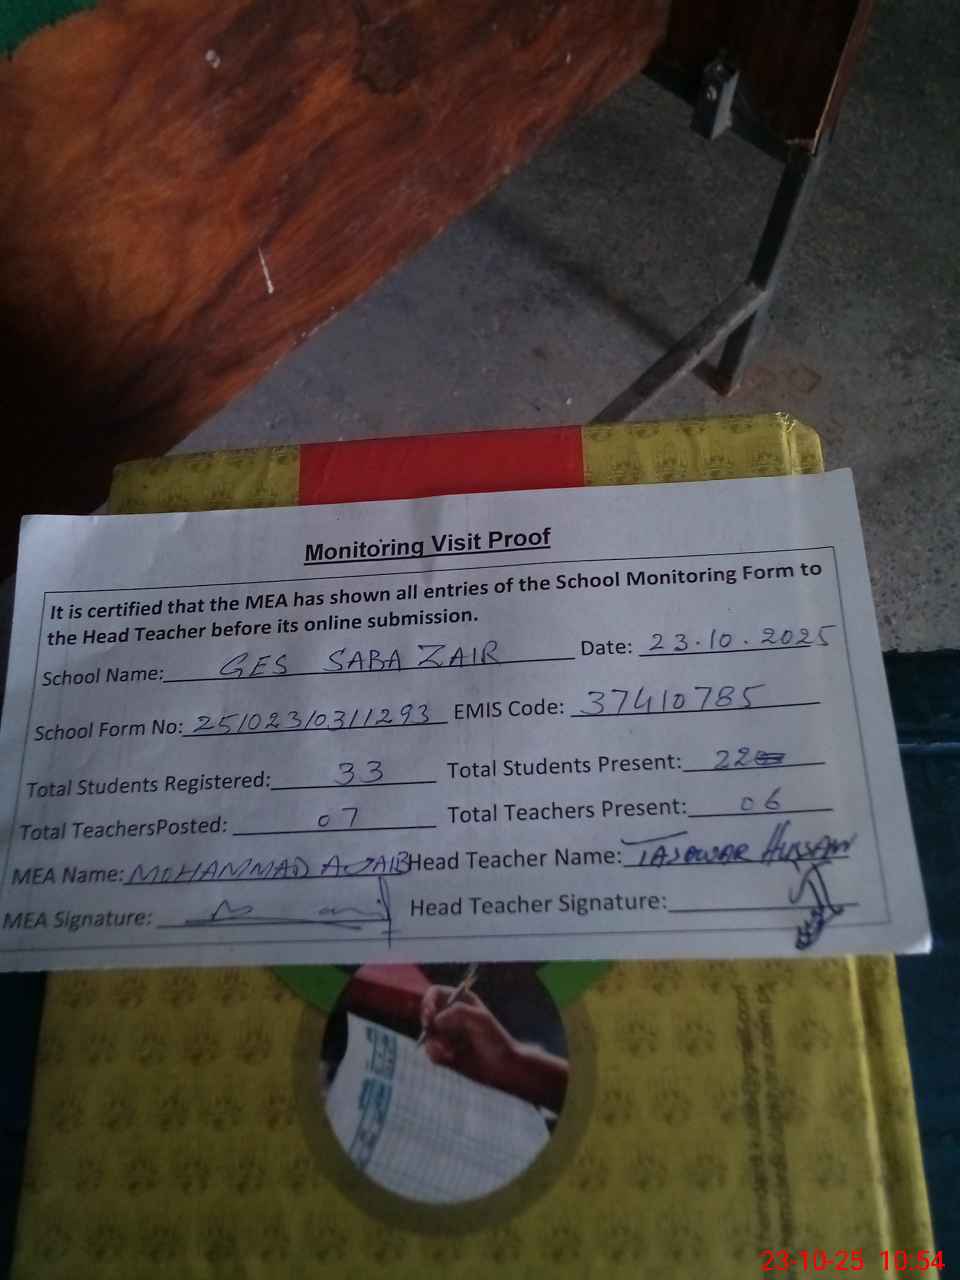 Monitoring Visit Proof
It is certified that the MEA has shown all entries of the School Monitoring Form to
the Head Teacher before its online submission.
School Name: GES SABA ZAIR Date: 23.10.2025
School Form No: 251023/0311293 EMIS Code: 37410785
Total Students Registered: 33 Total Students Present: 22
Total TeachersPosted: 07 Total Teachers Present: 06
MEA Name: MOHAMMAD Head Teacher Name: TASAWAR HUSSAIN
MEA Signature: Head Teacher Signature:
23-10-25 10:54